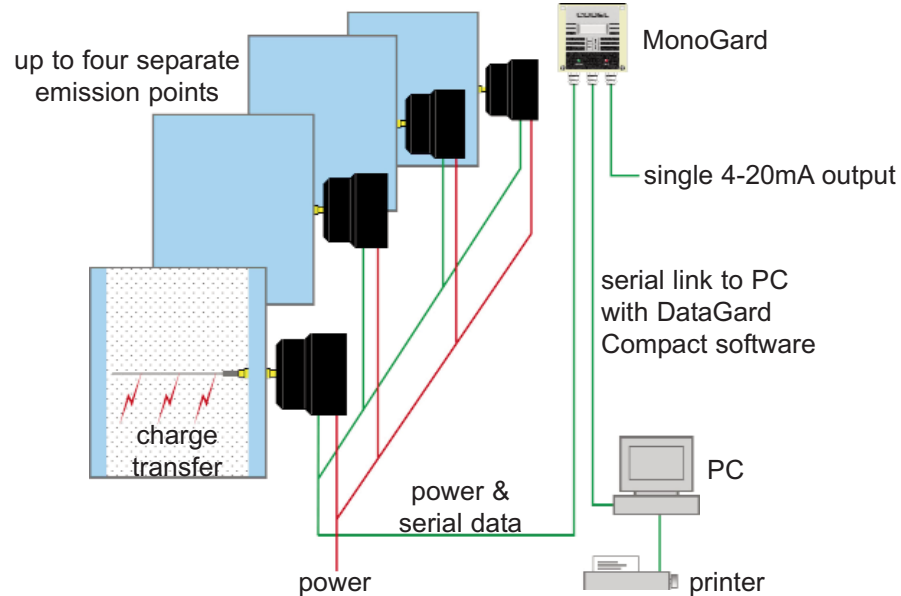 up to four separate
emission points
CODEL
MonoGard
single 4-20mA output
serial link to PC
with DataGard
Compact software
charge
transfer
PC
power &
serial data
power
printer